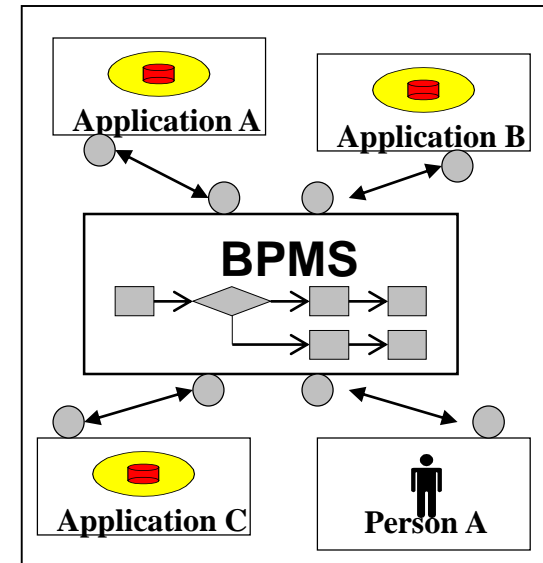 Application A
Application B
BPMS
Application C
Person A